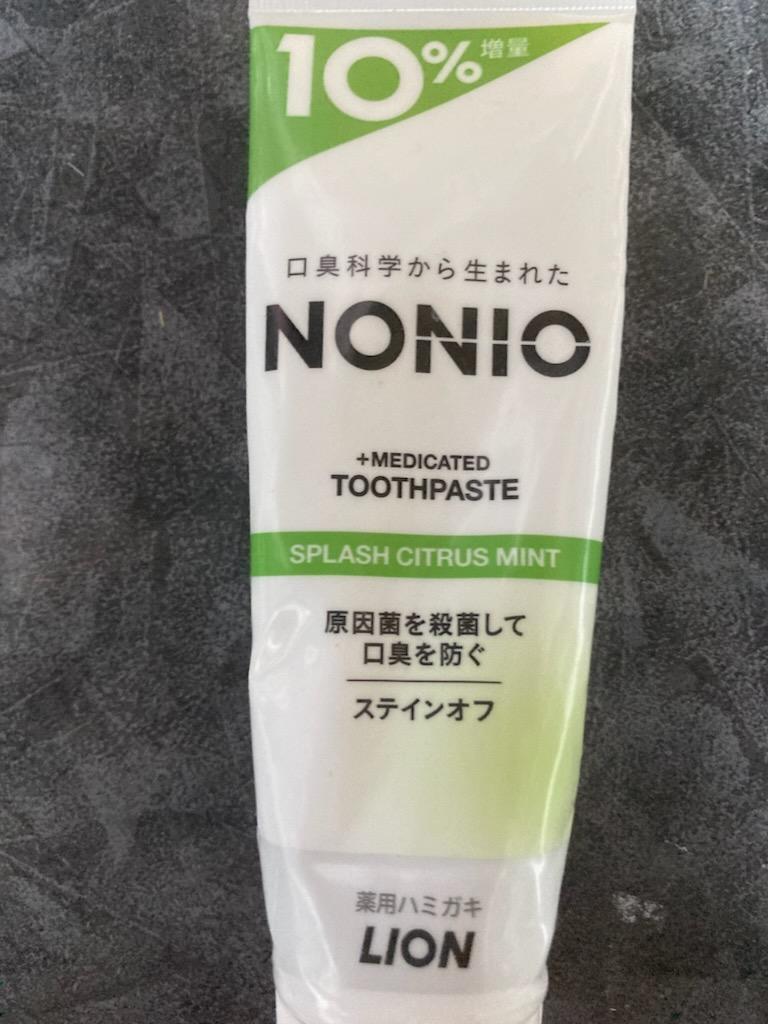 10%増量
口臭科学から生まれた
NONIO
+MEDICATED
TOOTHPASTE
SPLASH CITRUS MINT
原因菌を殺菌して
口臭を防ぐ
ステインオフ
薬用ハミガキ
LION